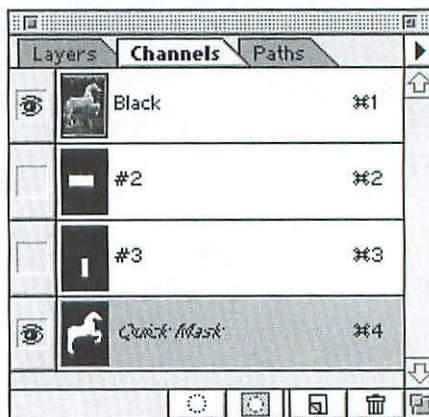 Layers Channels Paths
Black ⌘1
#2 ⌘2
#3 ⌘3
Quick Mask ⌘4